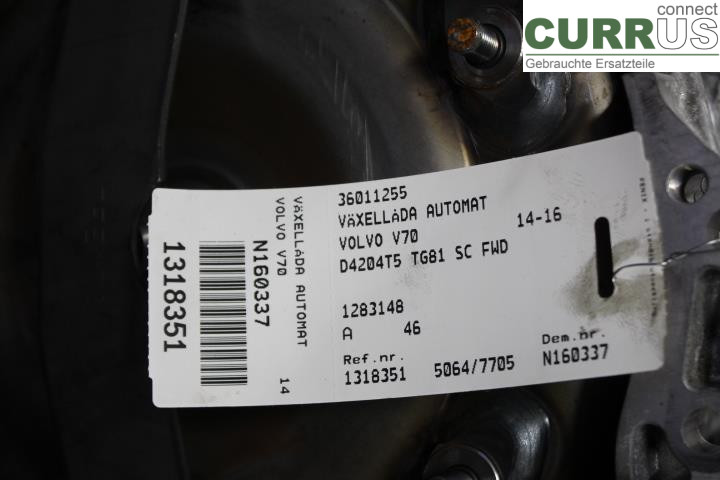 connect
CURRUS
Gebrauchte Ersatzteile
36011255
VÄXELLÅDA AUTOMAT
VOLVO V70 14-16
D4204T5 TG81 SC FWD
1283148
A 46
Ref.nr. Dem.nr.
1318351 5064/7705 N160337
VÄXELLÅDA AUTOMAT
VOLVO V70 14
N160337
1318351